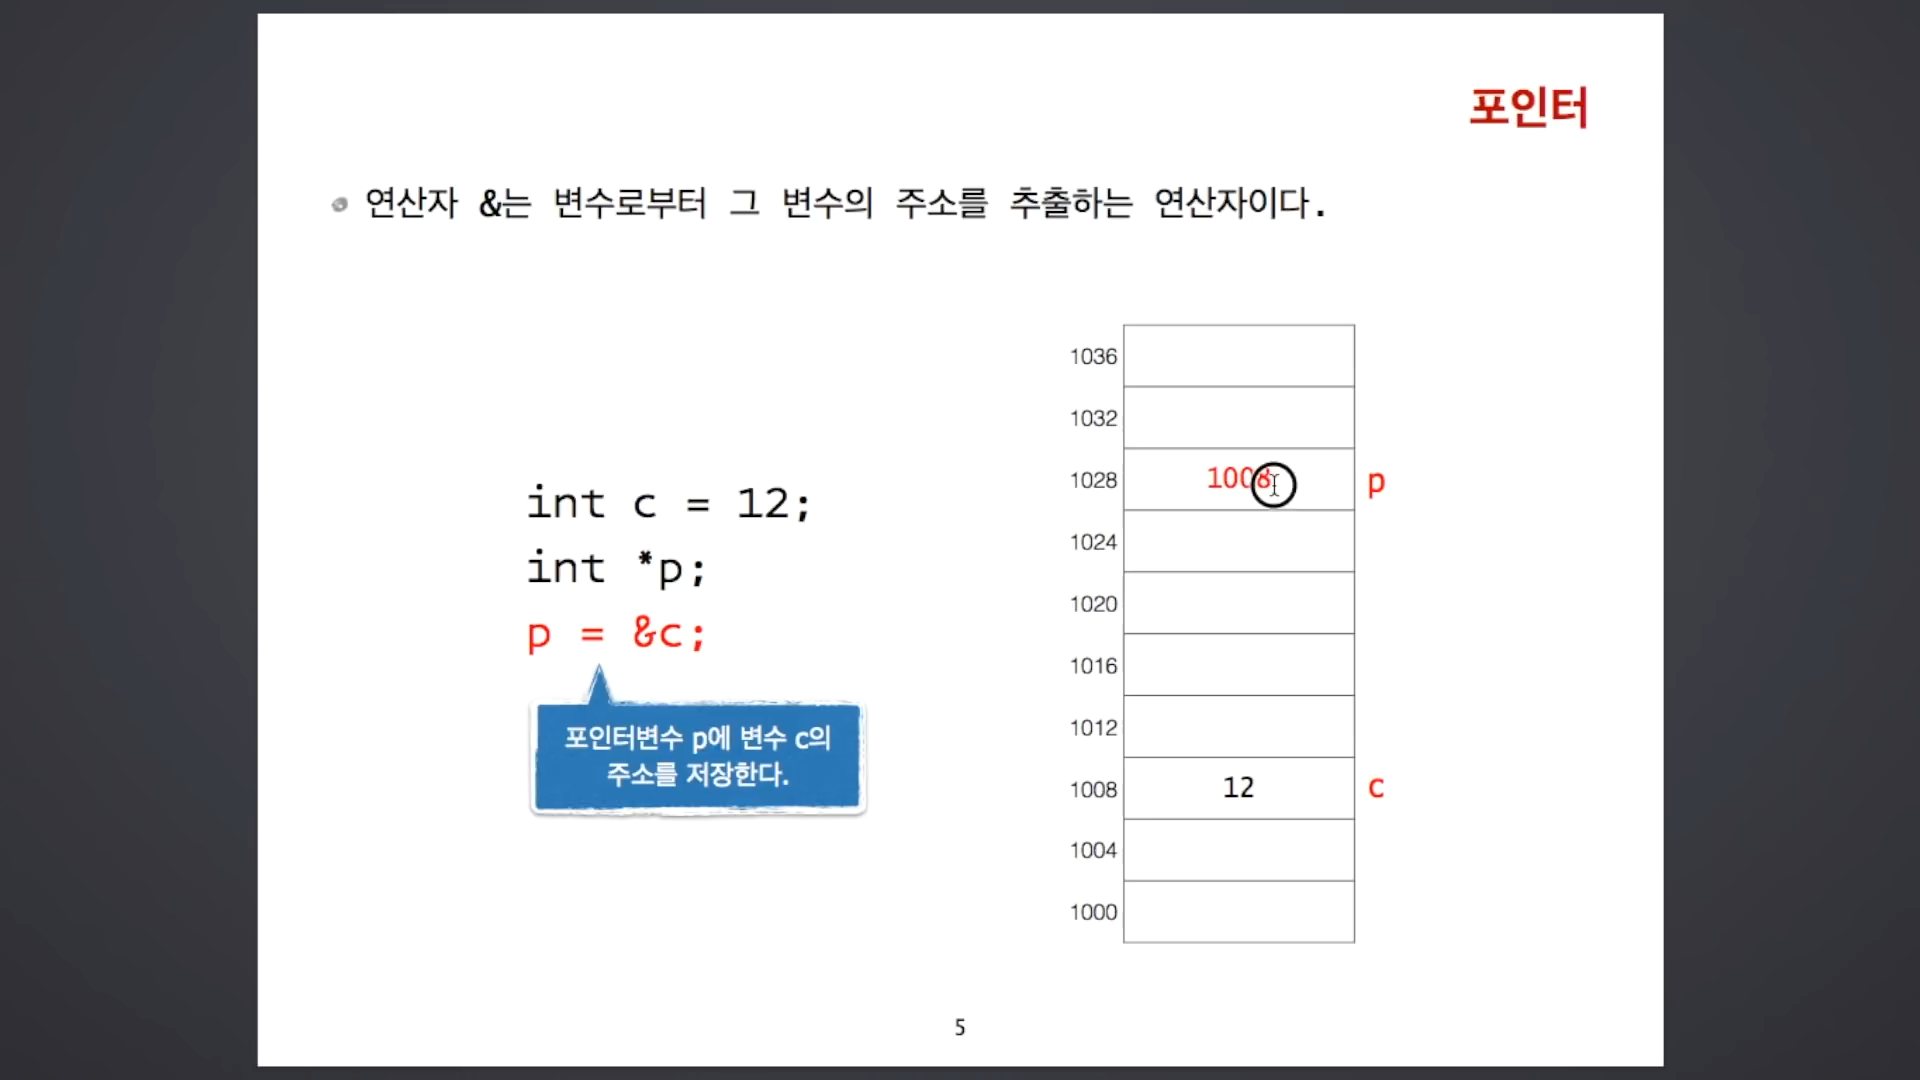 포인터
연산자 &는 변수로부터 그 변수의 주소를 추출하는 연산자이다.
int c = 12;
int *p;
p = &c;
포인터변수 p에 변수 c의
주소를 저장한다.
1036
1032
1028 1008 p
1024
1020
1016
1012
1008 12 c
1004
1000
5